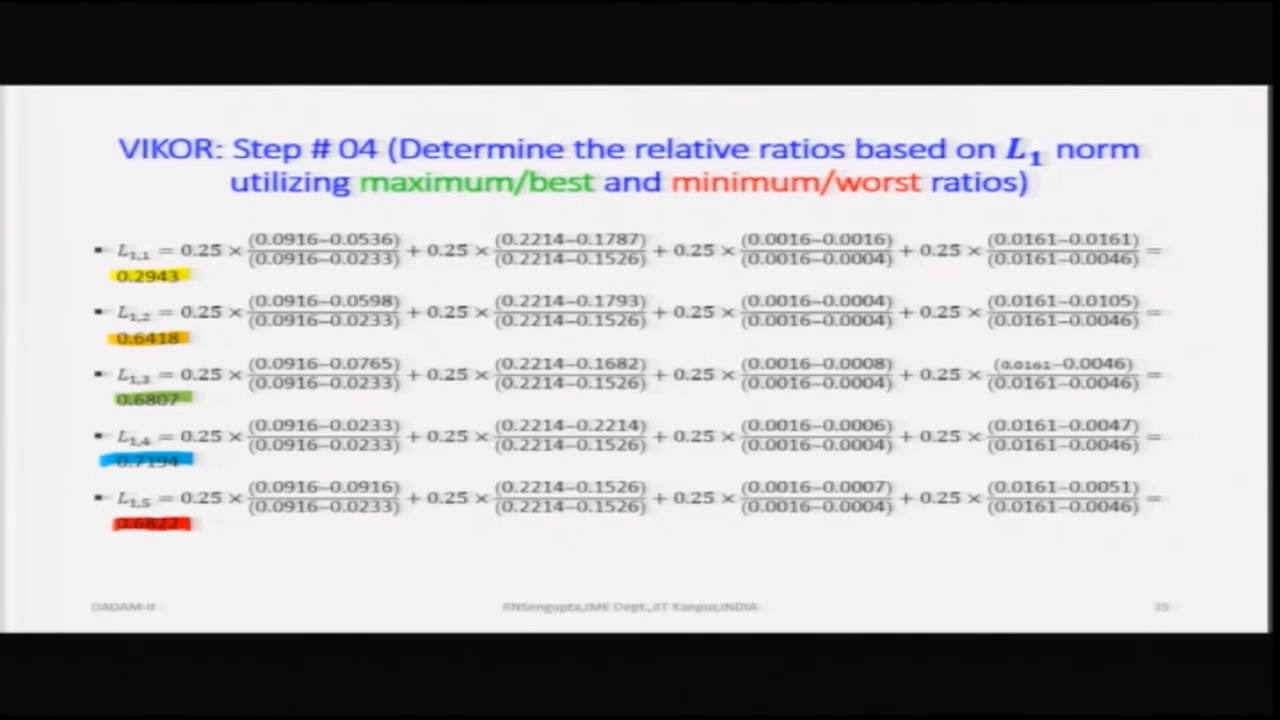 VIKOR: Step # 04 (Determine the relative ratios based on L₁ norm
utilizing maximum/best and minimum/worst ratios)
▪ L₁,₁ = 0.25 × (0.0916−0.0536)/(0.0916−0.0233) + 0.25 × (0.2214−0.1787)/(0.2214−0.1526) + 0.25 × (0.0016−0.0016)/(0.0016−0.0004) + 0.25 × (0.0161−0.0161)/(0.0161−0.0046) =
0.2943
▪ L₁,₂ = 0.25 × (0.0916−0.0598)/(0.0916−0.0233) + 0.25 × (0.2214−0.1793)/(0.2214−0.1526) + 0.25 × (0.0016−0.0004)/(0.0016−0.0004) + 0.25 × (0.0161−0.0105)/(0.0161−0.0046) =
0.6418
▪ L₁,₃ = 0.25 × (0.0916−0.0765)/(0.0916−0.0233) + 0.25 × (0.2214−0.1682)/(0.2214−0.1526) + 0.25 × (0.0016−0.0008)/(0.0016−0.0004) + 0.25 × (0.0161−0.0046)/(0.0161−0.0046) =
0.6807
▪ L₁,₄ = 0.25 × (0.0916−0.0233)/(0.0916−0.0233) + 0.25 × (0.2214−0.2214)/(0.2214−0.1526) + 0.25 × (0.0016−0.0006)/(0.0016−0.0004) + 0.25 × (0.0161−0.0047)/(0.0161−0.0046) =
0.7194
▪ L₁,₅ = 0.25 × (0.0916−0.0916)/(0.0916−0.0233) + 0.25 × (0.2214−0.1526)/(0.2214−0.1526) + 0.25 × (0.0016−0.0007)/(0.0016−0.0004) + 0.25 × (0.0161−0.0051)/(0.0161−0.0046) =
0.6822
DADAM-II RNSengupta,IME Dept.,IIT Kanpur,INDIA 35